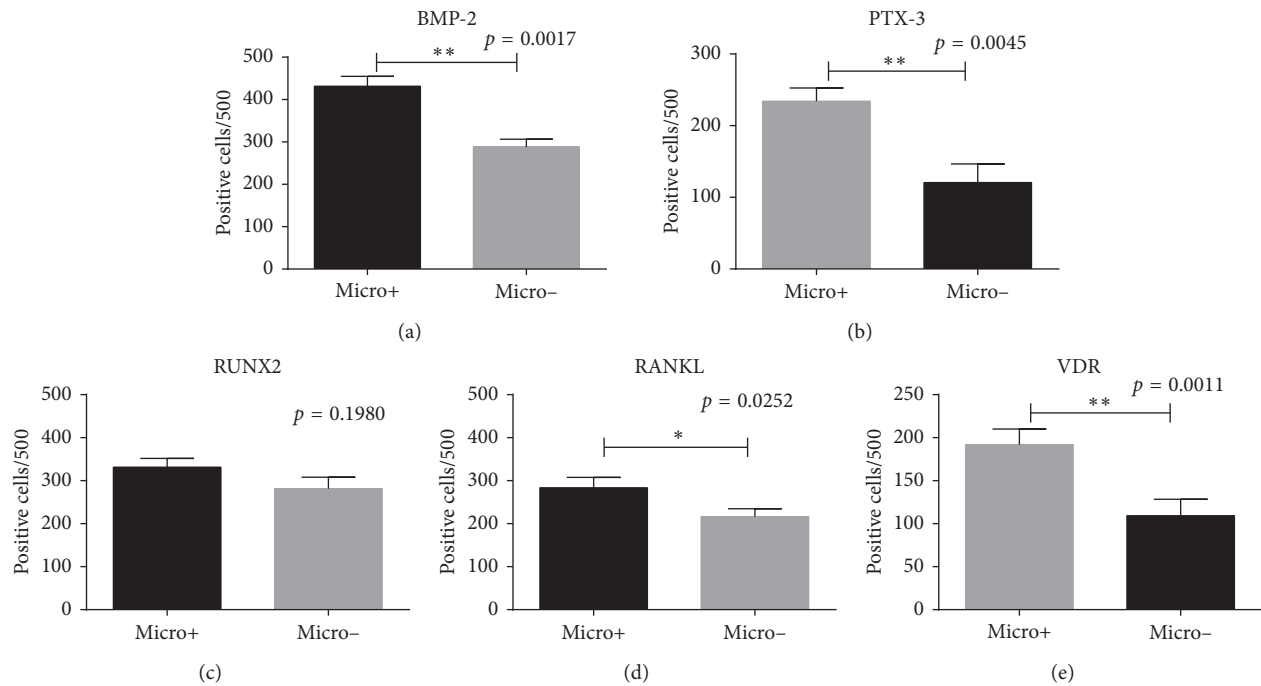 BMP-2
p = 0.0017
**
Positive cells/500
500
400
300
200
100
0
Micro+ Micro–
(a)
PTX-3
p = 0.0045
**
Positive cells/500
300
200
100
0
Micro+ Micro–
(b)
RUNX2
p = 0.1980
Positive cells/500
500
400
300
200
100
0
Micro+ Micro–
(c)
RANKL
p = 0.0252
*
Positive cells/500
500
400
300
200
100
0
Micro+ Micro–
(d)
VDR
p = 0.0011
**
Positive cells/500
250
200
150
100
50
0
Micro+ Micro–
(e)